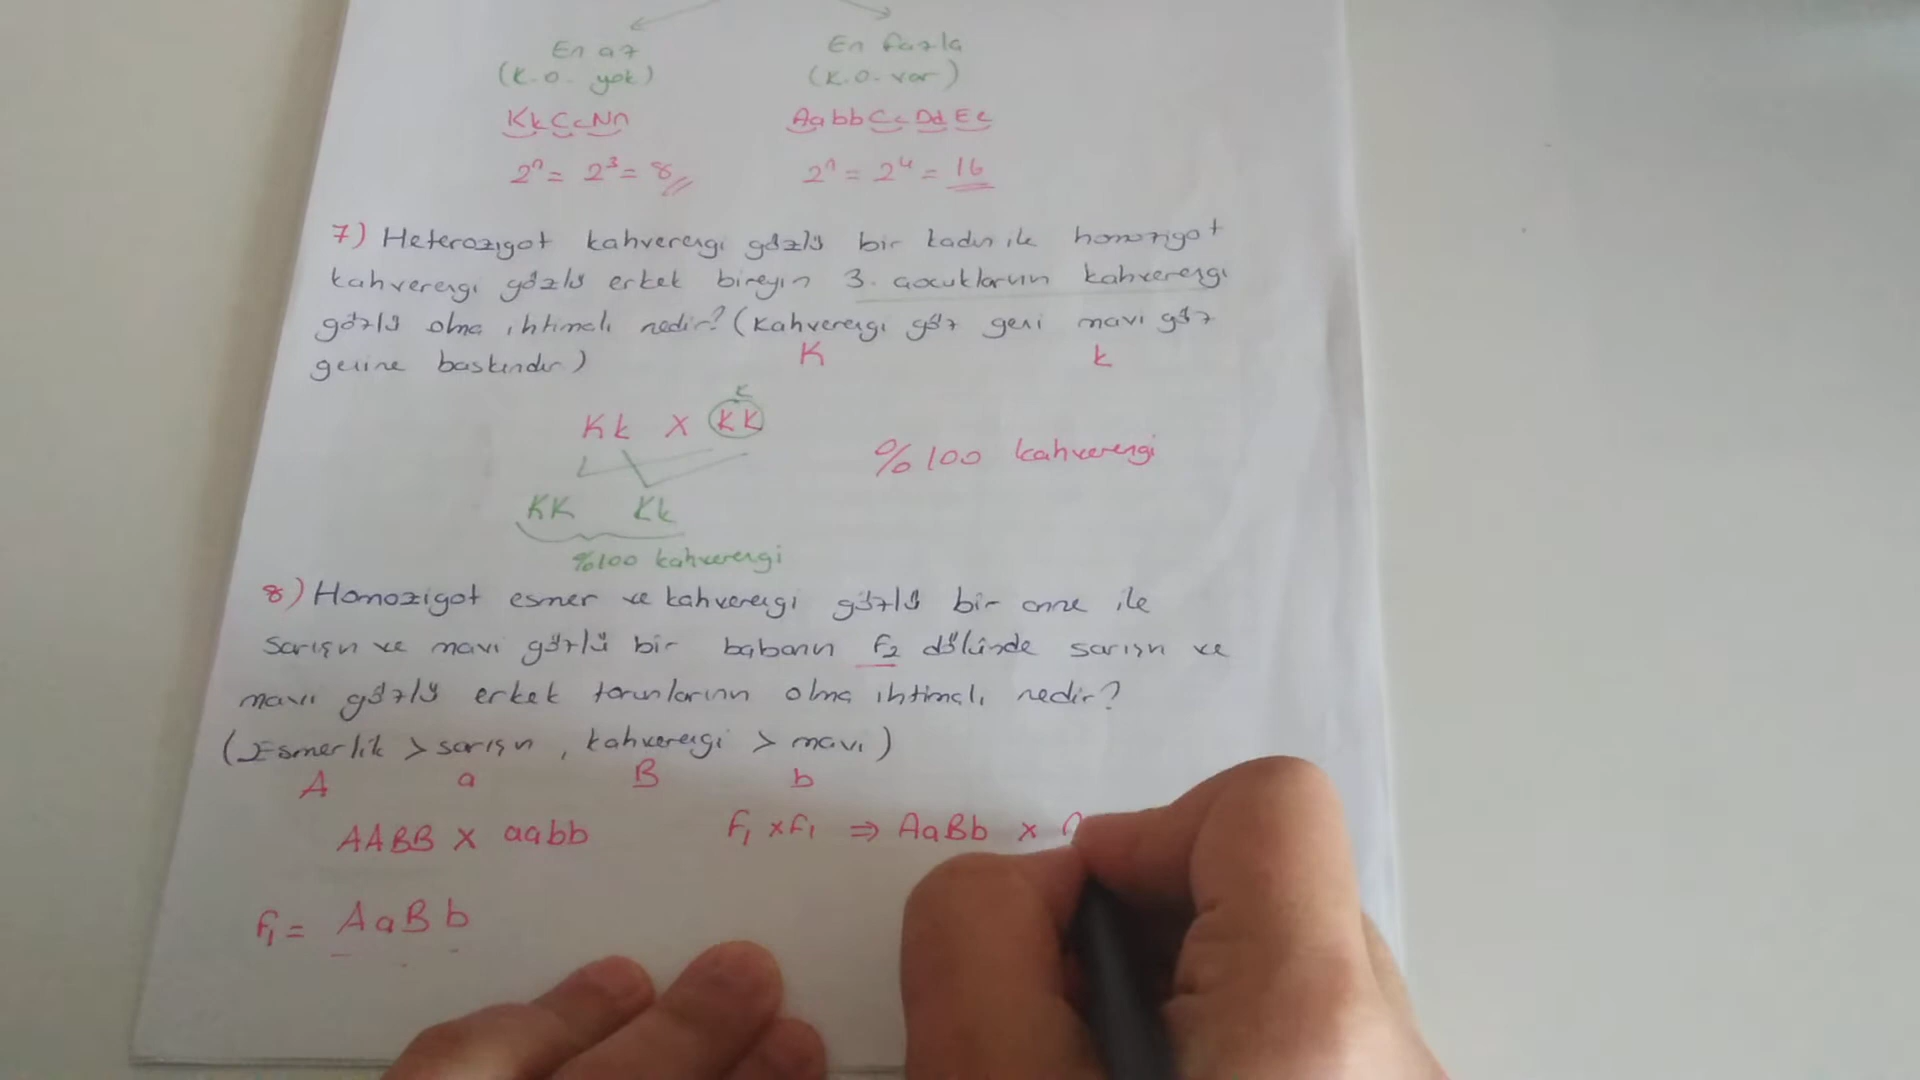 En az
En fazla
(K.O. yok)
(K.O. var)
KkCcNn
AabbCcDdEe
2ⁿ = 2³ = 8
2ⁿ = 2⁴ = 16
7) Heterozigot kahverengi gözlü bir kadın ile homozigot
kahverengi gözlü erkek bireyin 3. çocuklarının kahverengi
gözlü olma ihtimali nedir? (Kahverengi göz geni mavi göz
genine baskındır)
K
k
K
Kk X KK
%100 kahverengi
KK Kk
%100 kahverengi
8) Homozigot esmer ve kahverengi gözlü bir anne ile
sarışın ve mavi gözlü bir babanın F₂ dölünde sarışın ve
mavi gözlü erkek torunlarının olma ihtimali nedir?
(Esmerlik > sarışın, kahverengi > mavi)
A a B b
AABB X aabb
F₁ x F₁ ⇒ AaBb x
F₁ = AaBb